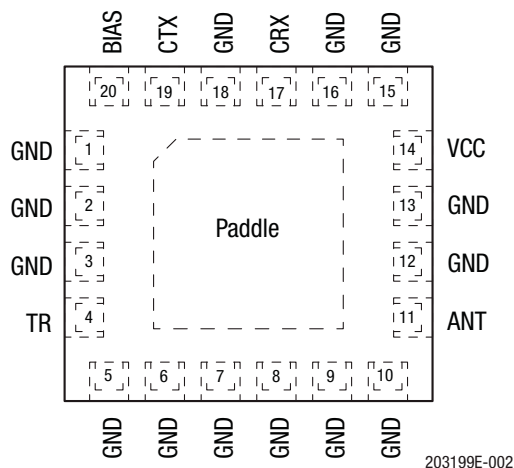 BIAS CTX GND CRX GND GND
20 19 18 17 16 15
GND 1 14 VCC
GND 2 13 GND
Paddle
GND 3 12 GND
TR 4 11 ANT
5 6 7 8 9 10
GND GND GND GND GND GND
203199E-002